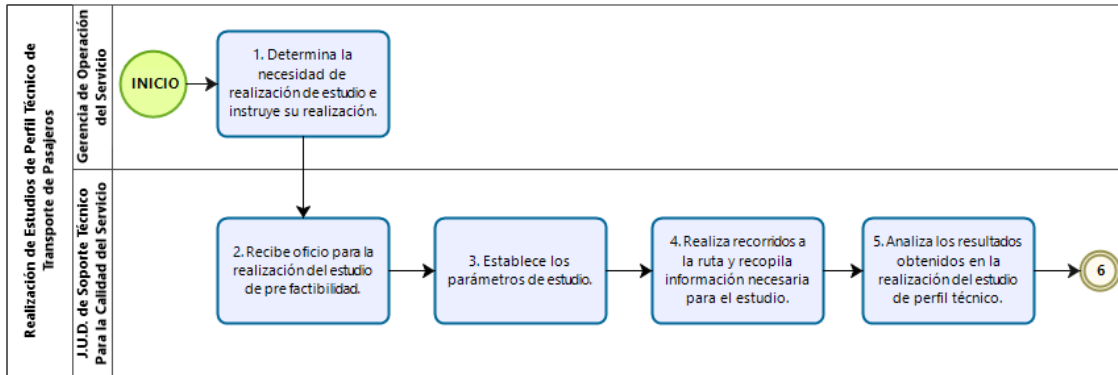 Realización de Estudios de Perfil Técnico de
Transporte de Pasajeros
Gerencia de Operación
del Servicio
INICIO
1. Determina la
necesidad de
realización de estudio e
instruye su realización.
J.U.D. de Soporte Técnico
Para la Calidad del Servicio
2. Recibe oficio para la
realización del estudio
de pre factibilidad.
3. Establece los
parámetros de estudio.
4. Realiza recorridos a
la ruta y recopila
información necesaria
para el estudio.
5. Analiza los resultados
obtenidos en la
realización del estudio
de perfil técnico.
6